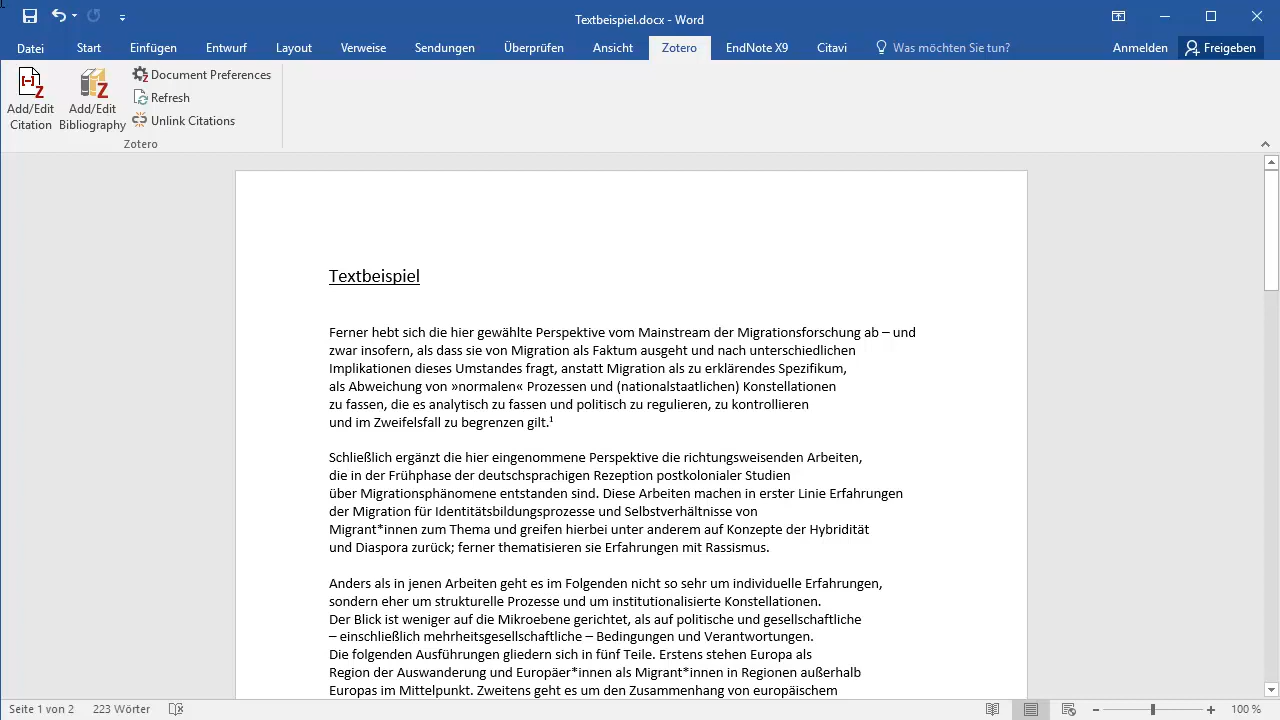 Textbeispiel.docx - Word
Datei Start Einfügen Entwurf Layout Verweise Sendungen Überprüfen Ansicht Zotero EndNote X9 Citavi Was möchten Sie tun? Anmelden Freigeben
Add/Edit Citation
Add/Edit Bibliography
Document Preferences
Refresh
Unlink Citations
Zotero
Textbeispiel
Ferner hebt sich die hier gewählte Perspektive vom Mainstream der Migrationsforschung ab – und
zwar insofern, als dass sie von Migration als Faktum ausgeht und nach unterschiedlichen
Implikationen dieses Umstandes fragt, anstatt Migration als zu erklärendes Spezifikum,
als Abweichung von »normalen« Prozessen und (nationalstaatlichen) Konstellationen
zu fassen, die es analytisch zu fassen und politisch zu regulieren, zu kontrollieren
und im Zweifelsfall zu begrenzen gilt.¹
Schließlich ergänzt die hier eingenommene Perspektive die richtungsweisenden Arbeiten,
die in der Frühphase der deutschsprachigen Rezeption postkolonialer Studien
über Migrationsphänomene entstanden sind. Diese Arbeiten machen in erster Linie Erfahrungen
der Migration für Identitätsbildungsprozesse und Selbstverhältnisse von
Migrant*innen zum Thema und greifen hierbei unter anderem auf Konzepte der Hybridität
und Diaspora zurück; ferner thematisieren sie Erfahrungen mit Rassismus.
Anders als in jenen Arbeiten geht es im Folgenden nicht so sehr um individuelle Erfahrungen,
sondern eher um strukturelle Prozesse und um institutionalisierte Konstellationen.
Der Blick ist weniger auf die Mikroebene gerichtet, als auf politische und gesellschaftliche
– einschließlich mehrheitsgesellschaftliche – Bedingungen und Verantwortungen.
Die folgenden Ausführungen gliedern sich in fünf Teile. Erstens stehen Europa als
Region der Auswanderung und Europäer*innen als Migrant*innen in Regionen außerhalb
Europas im Mittelpunkt. Zweitens geht es um den Zusammenhang von europäischem
Seite 1 von 2 223 Wörter 100 %